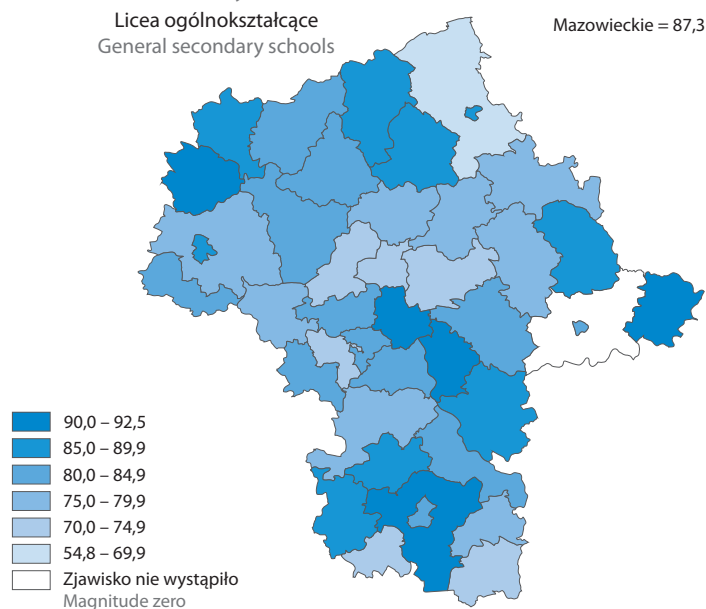 Licea ogólnokształcące
General secondary schools
Mazowieckie = 87,3
90,0 – 92,5
85,0 – 89,9
80,0 – 84,9
75,0 – 79,9
70,0 – 74,9
54,8 – 69,9
Zjawisko nie wystąpiło
Magnitude zero